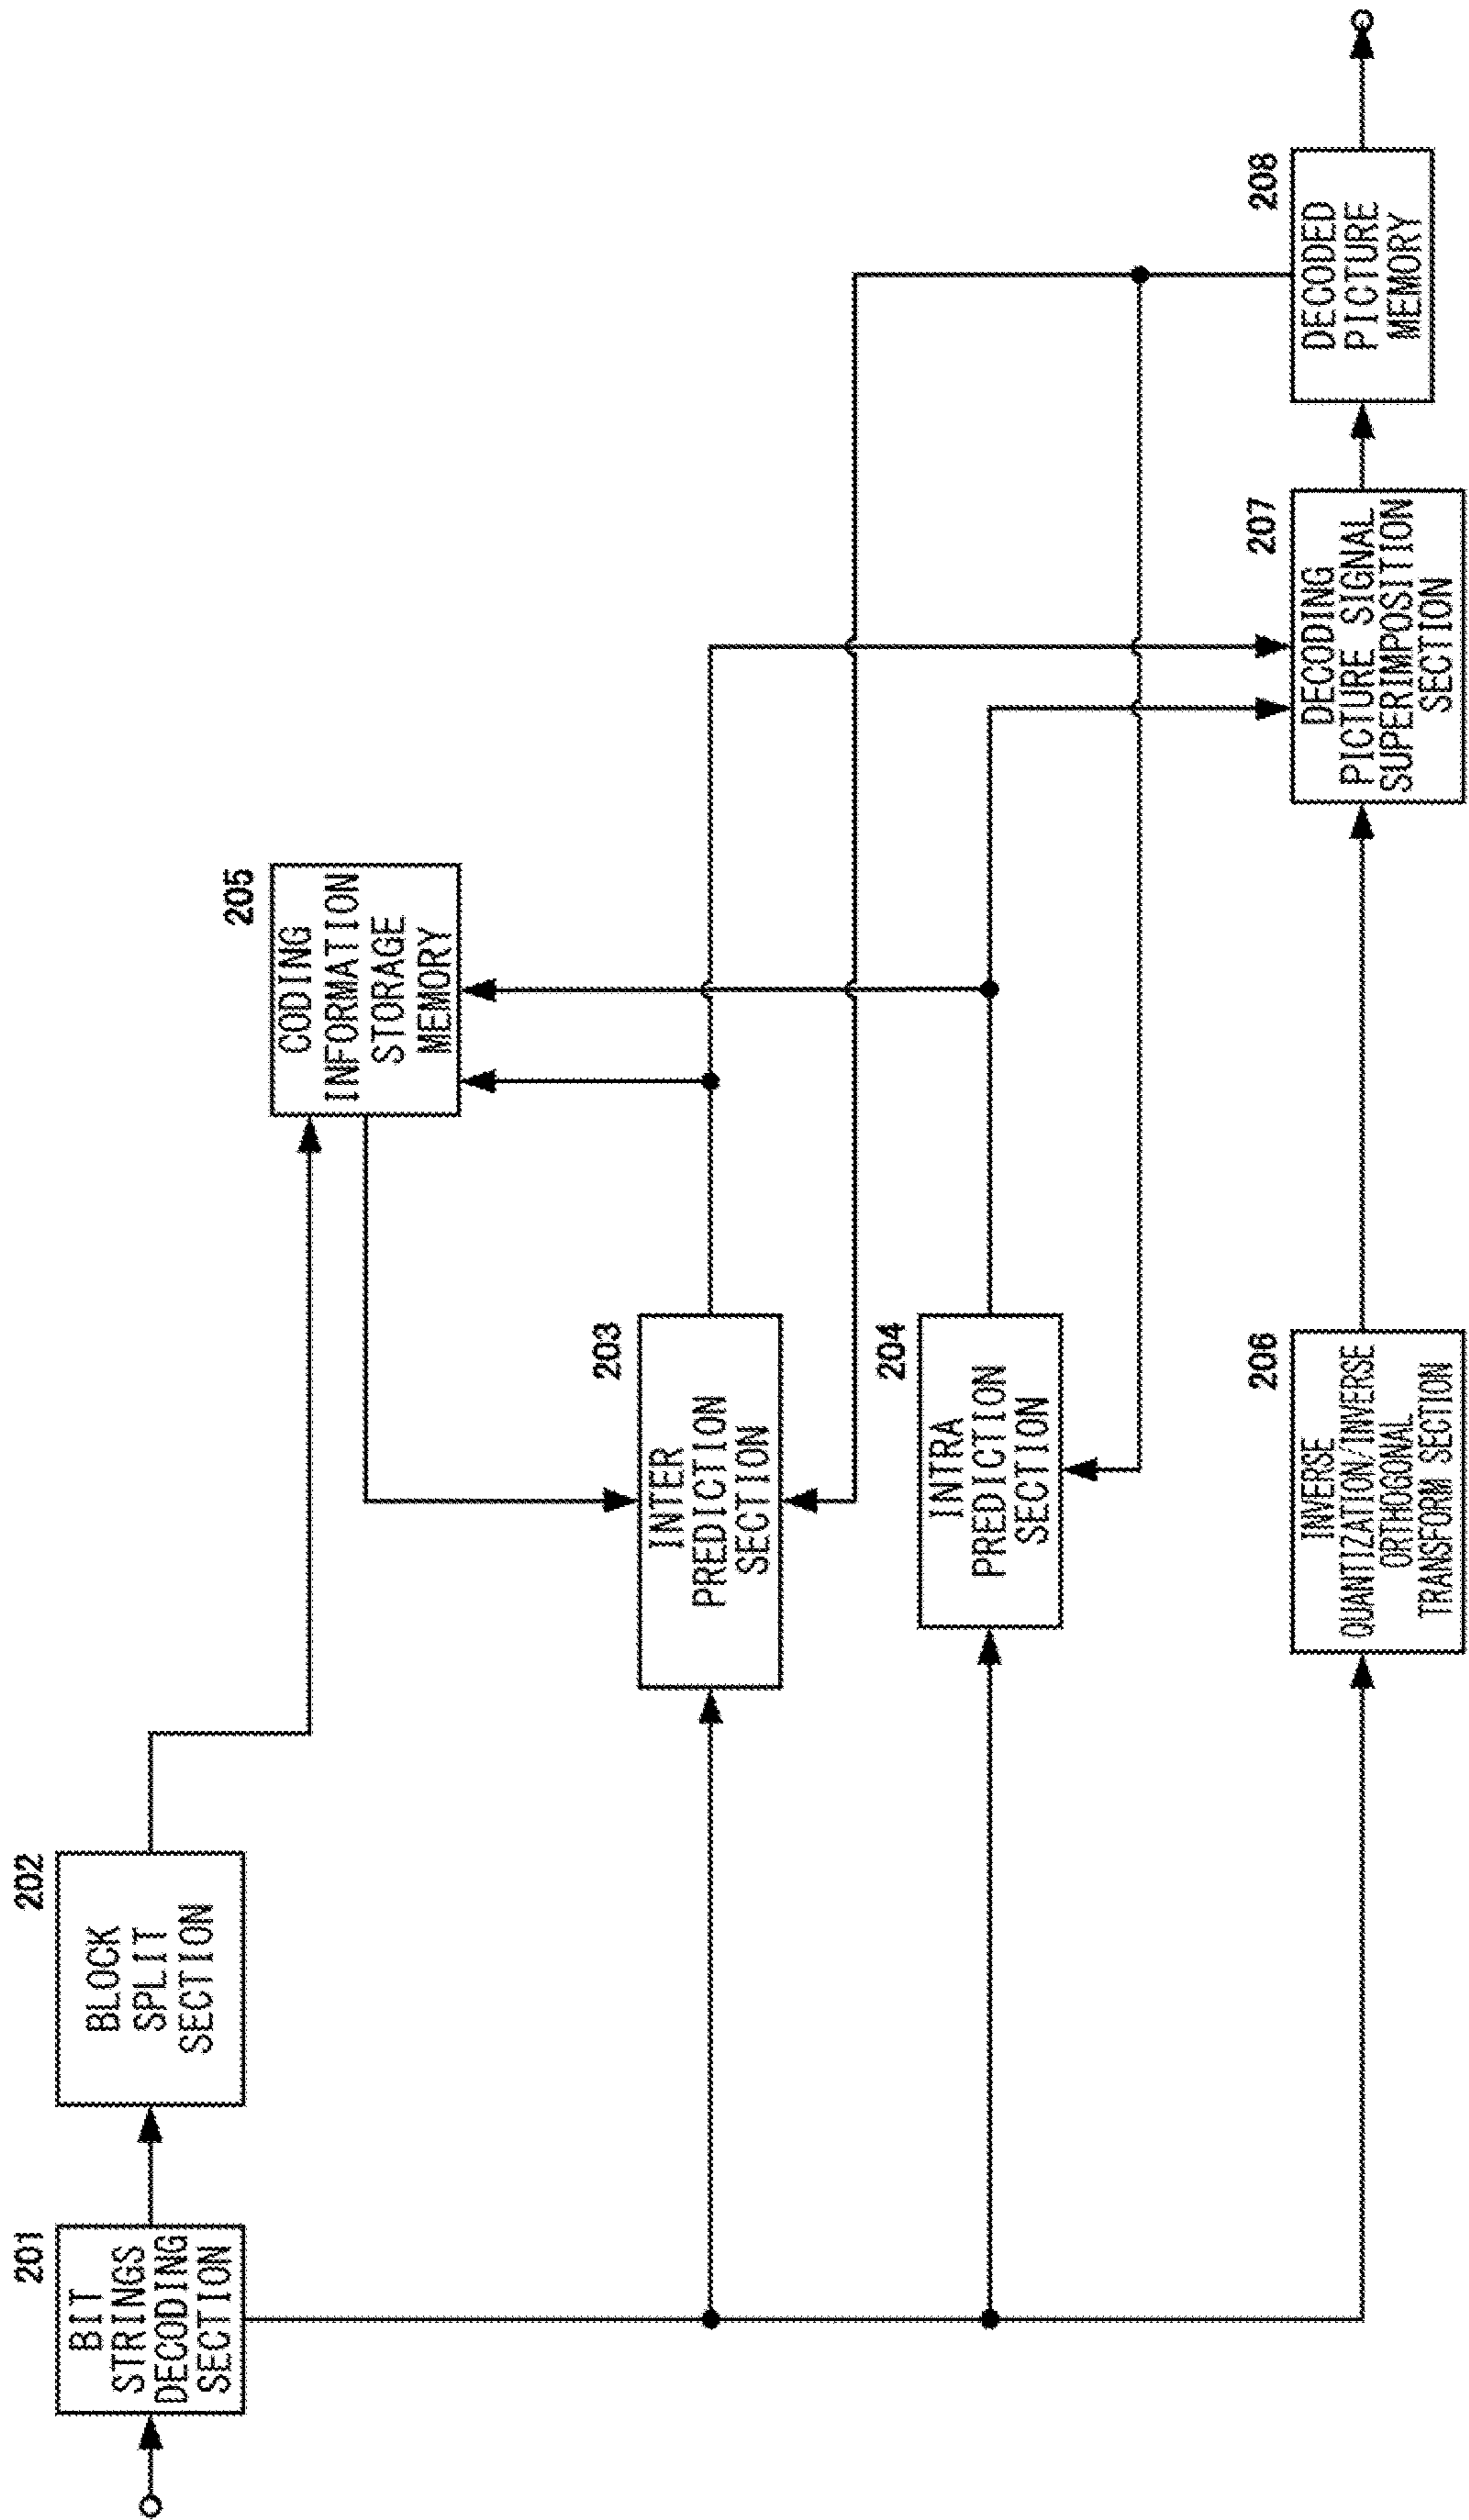 201
BIT
STRINGS
DECODING
SECTION
202
BLOCK
SPLIT
SECTION
205
CODING
INFORMATION
STORAGE
MEMORY
203
INTER
PREDICTION
SECTION
204
INTRA
PREDICTION
SECTION
206
INVERSE
QUANTIZATION/INVERSE
ORTHOGONAL
TRANSFORM SECTION
207
DECODING
PICTURE SIGNAL
SUPERIMPOSITION
SECTION
208
DECODED
PICTURE
MEMORY